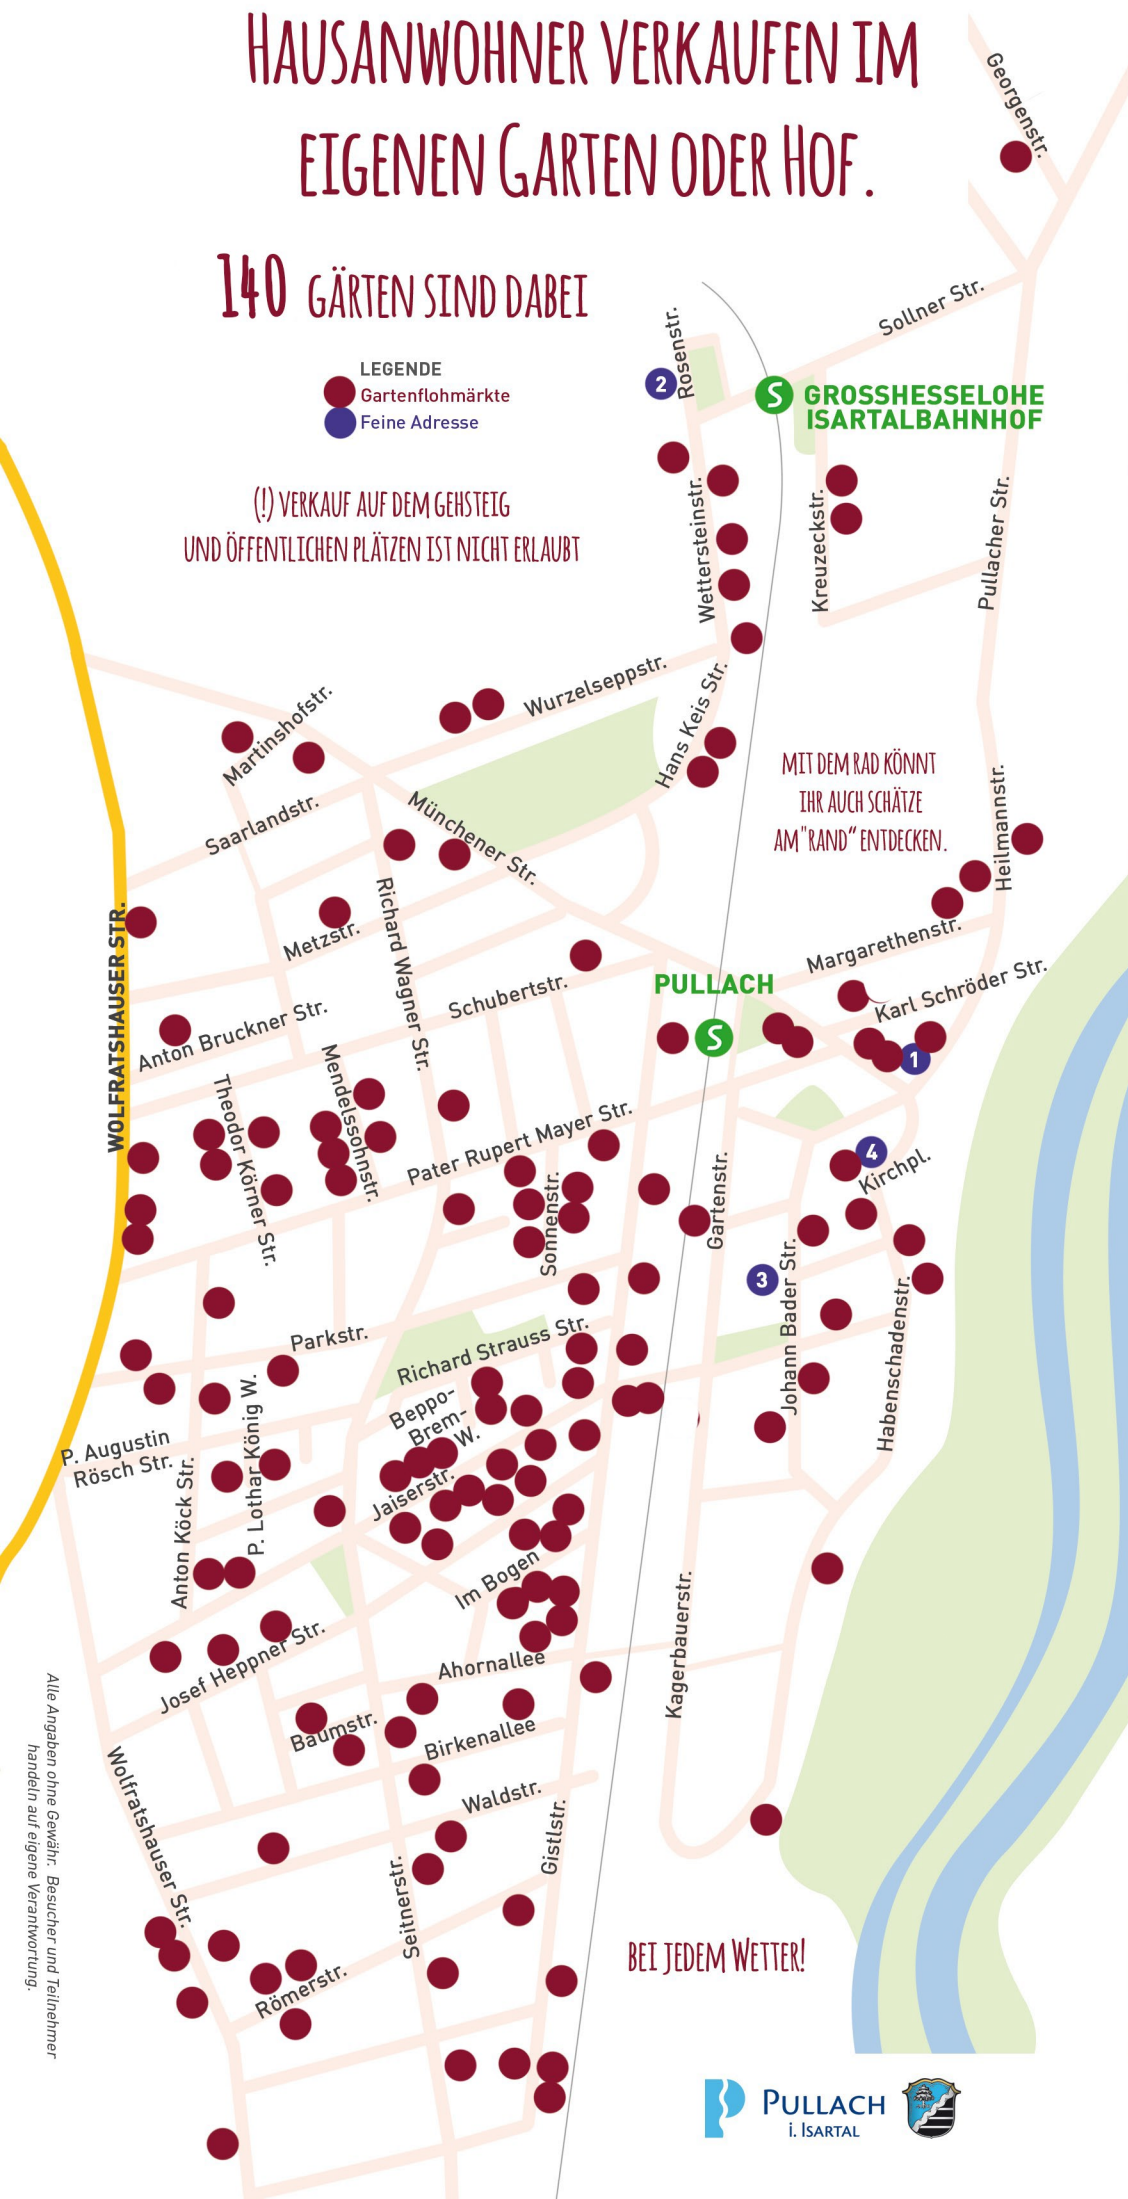 HAUSANWOHNER VERKAUFEN IM
EIGENEN GARTEN ODER HOF.
Georgenstr.
140 GÄRTEN SIND DABEI
Sollner Str.
Rosenstr.
LEGENDE
Gartenflohmärkte
Feine Adresse
2
S
GROSSHESSELOHE
ISARTALBAHNHOF
(!) VERKAUF AUF DEM GEHSTEIG
UND ÖFFENTLICHEN PLÄTZEN IST NICHT ERLAUBT
Wettersteinstr.
Kreuzeckstr.
Pullacher Str.
Wurzelseppstr.
Hans Keis Str.
Martinshofstr.
Saarlandstr.
Münchener Str.
MIT DEM RAD KÖNNT
IHR AUCH SCHÄTZE
AM"RAND“ ENTDECKEN.
Heilmannstr.
WOLFRATSHAUSER STR.
Metzstr.
Richard Wagner Str.
Margarethenstr.
Schubertstr.
PULLACH
S
Karl Schröder Str.
Anton Bruckner Str.
1
Theodor Körner Str.
Mendelssohnstr.
Pater Rupert Mayer Str.
4
Kirchpl.
Sonnenstr.
Gartenstr.
3
Johann Bader Str.
Habenschadenstr.
Parkstr.
Richard Strauss Str.
Beppo-
Brem-
W.
P. Augustin
Rösch Str.
Anton Köck Str.
P. Lothar König W.
Jaiserstr.
Im Bogen
Kagerbauerstr.
Josef Heppner Str.
Ahornallee
Baumstr.
Birkenallee
Waldstr.
Wolfratshauser Str.
Gistlstr.
Seitnerstr.
Römerstr.
Alle Angaben ohne Gewähr. Besucher und Teilnehmer
handeln auf eigene Verantwortung.
BEI JEDEM WETTER!
PULLACH
I. ISARTAL